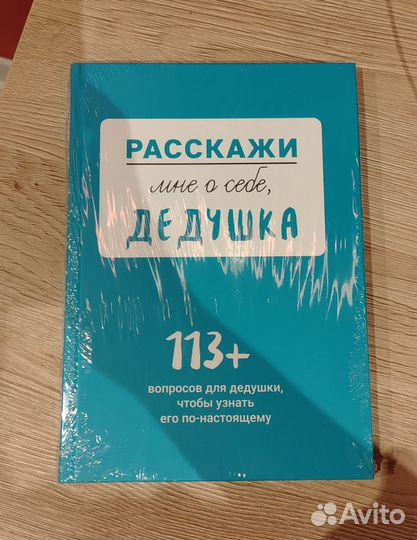 РАССКАЖИ
мне о себе,
ДЕДУШКА
113+
вопросов для дедушки,
чтобы узнать
его по-настоящему
Avito